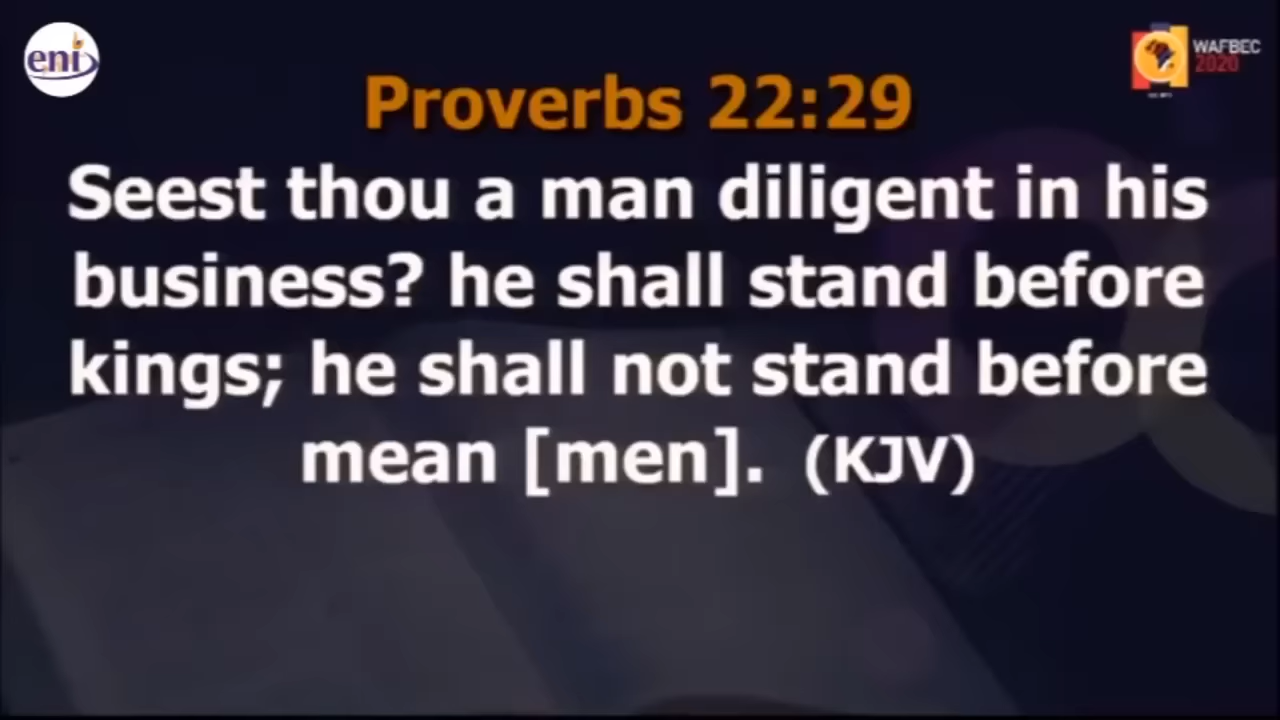 eni
WAFBEC
2020
Proverbs 22:29
Seest thou a man diligent in his
business? he shall stand before
kings; he shall not stand before
mean [men]. (KJV)